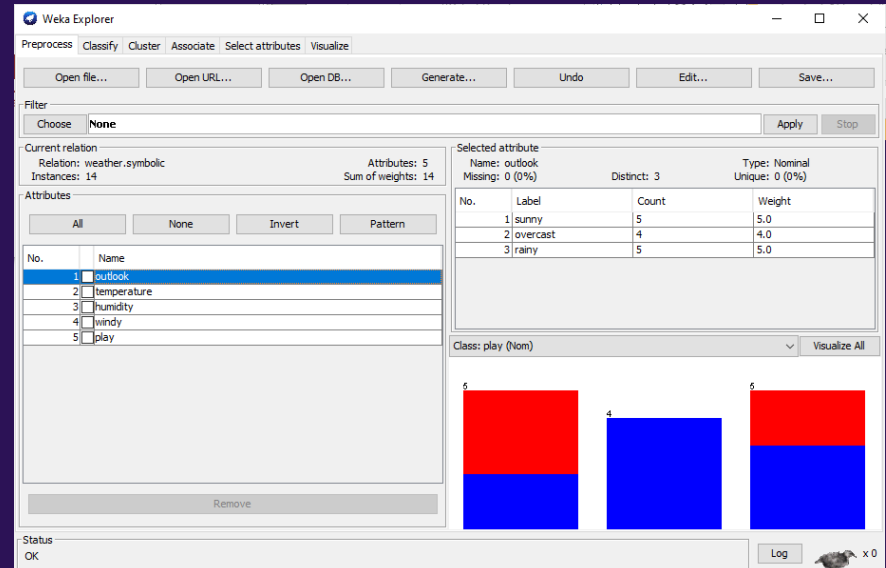 Weka Explorer
Preprocess Classify Cluster Associate Select attributes Visualize
Open file... Open URL... Open DB... Generate... Undo Edit... Save...
Filter
Choose None Apply Stop
Current relation
Relation: weather.symbolic Attributes: 5
Instances: 14 Sum of weights: 14
Attributes
All None Invert Pattern
No. Name
1 outlook
2 temperature
3 humidity
4 windy
5 play
Remove
Selected attribute
Name: outlook Type: Nominal
Missing: 0 (0%) Distinct: 3 Unique: 0 (0%)
No. Label Count Weight
1 sunny 5 5.0
2 overcast 4 4.0
3 rainy 5 5.0
Class: play (Nom) Visualize All
5 4 5
Status
OK Log x 0